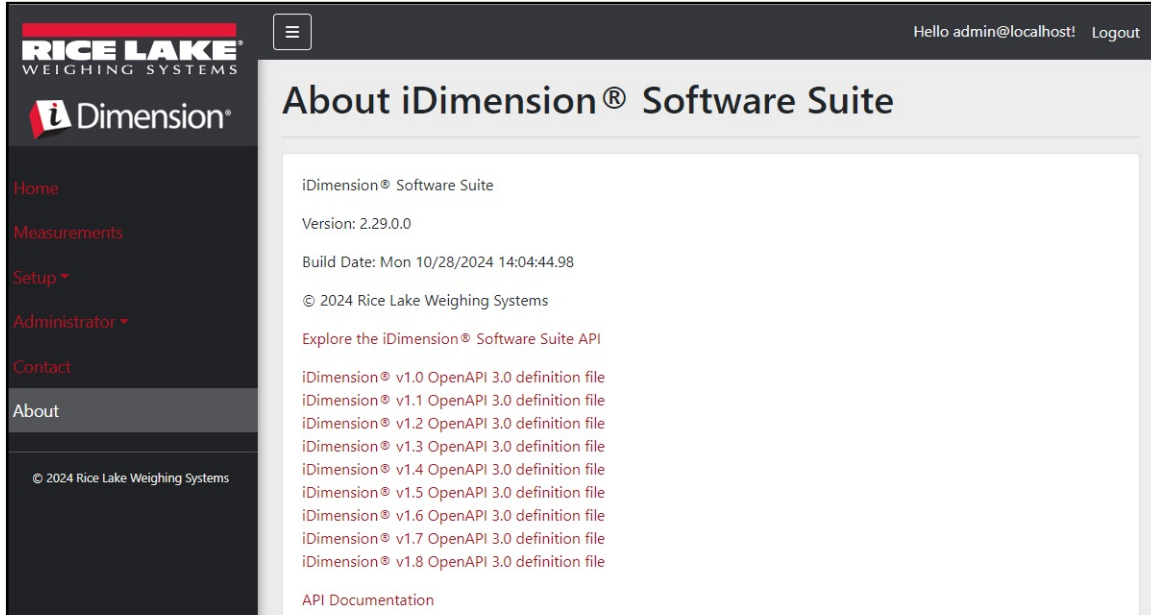 RICE LAKE®
WEIGHING SYSTEMS
i Dimension®
Home
Measurements
Setup
Administrator
Contact
About
© 2024 Rice Lake Weighing Systems
Hello admin@localhost! Logout
About iDimension® Software Suite
iDimension® Software Suite
Version: 2.29.0.0
Build Date: Mon 10/28/2024 14:04:44.98
© 2024 Rice Lake Weighing Systems
Explore the iDimension® Software Suite API
iDimension® v1.0 OpenAPI 3.0 definition file
iDimension® v1.1 OpenAPI 3.0 definition file
iDimension® v1.2 OpenAPI 3.0 definition file
iDimension® v1.3 OpenAPI 3.0 definition file
iDimension® v1.4 OpenAPI 3.0 definition file
iDimension® v1.5 OpenAPI 3.0 definition file
iDimension® v1.6 OpenAPI 3.0 definition file
iDimension® v1.7 OpenAPI 3.0 definition file
iDimension® v1.8 OpenAPI 3.0 definition file
API Documentation